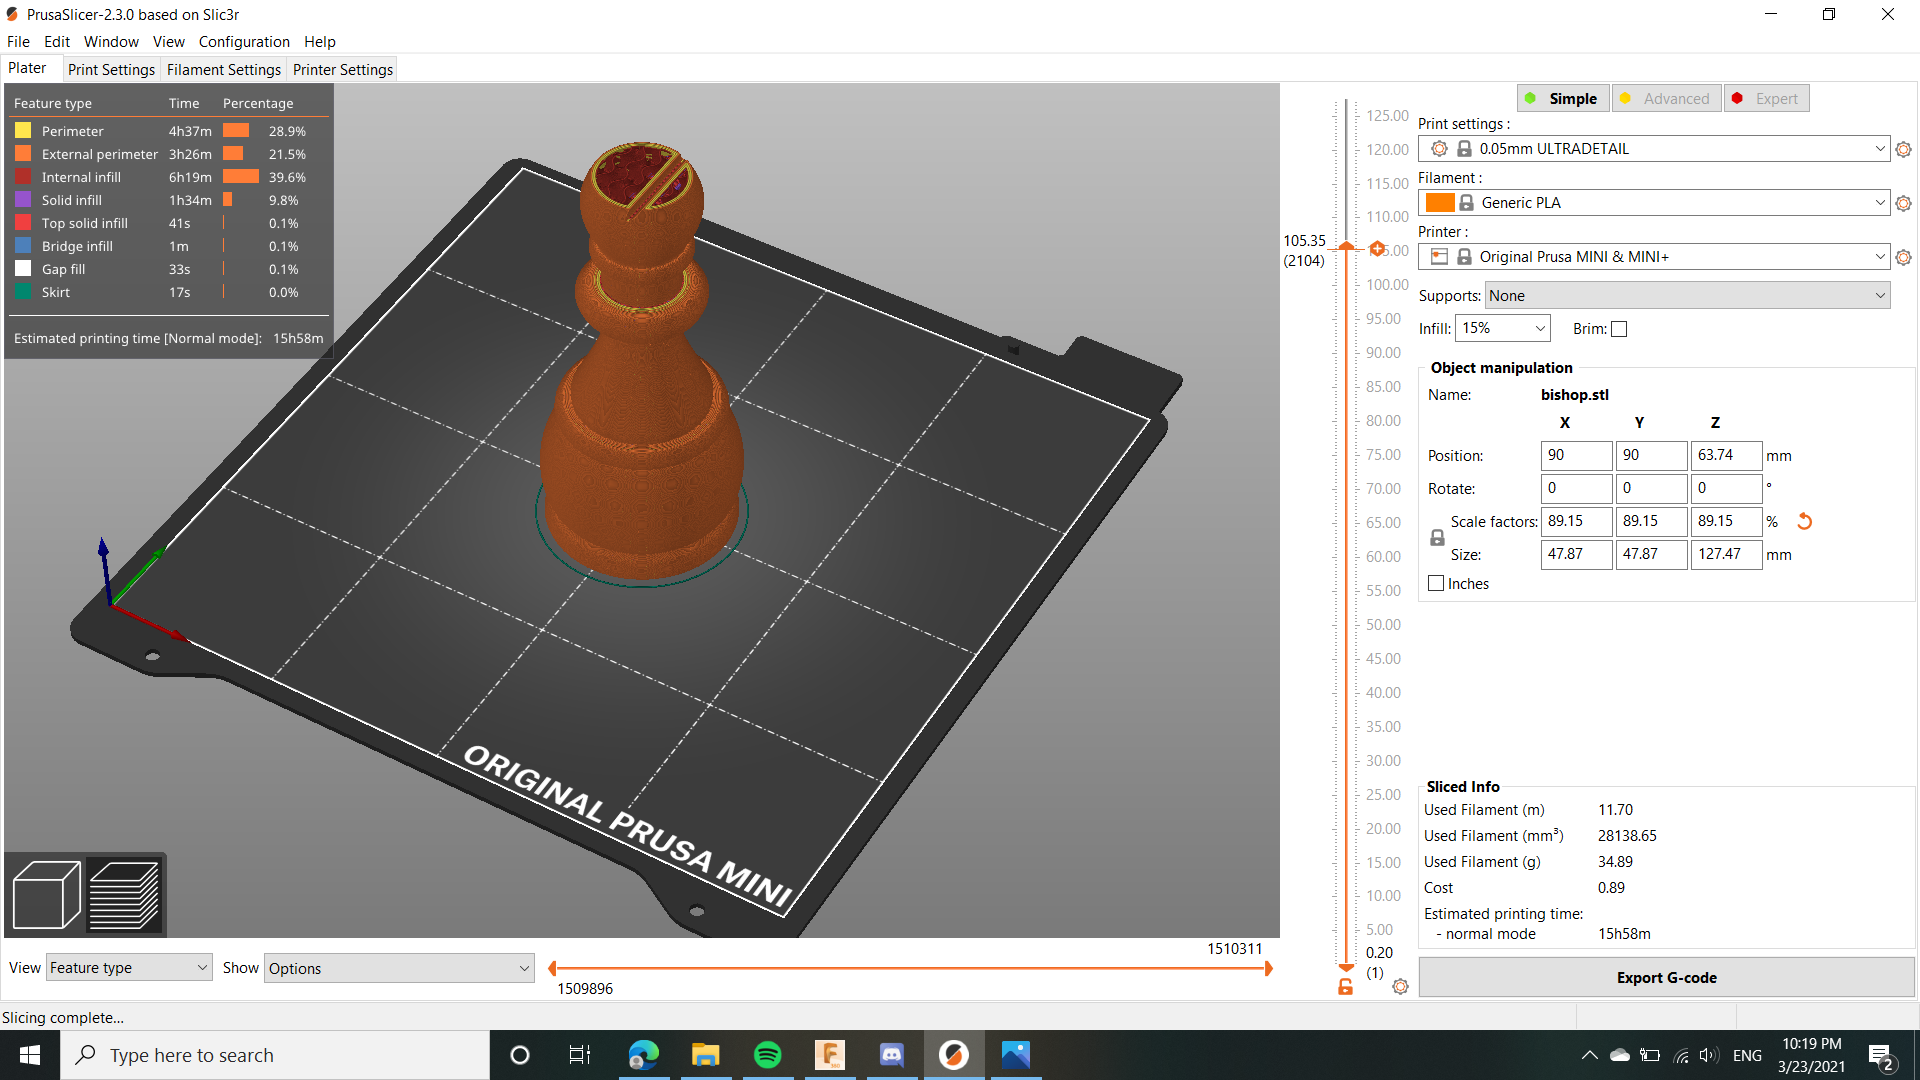 PrusaSlicer-2.3.0 based on Slic3r
File Edit Window View Configuration Help
Plater Print Settings Filament Settings Printer Settings
Feature type Time Percentage
Perimeter 4h37m 28.9%
External perimeter 3h26m 21.5%
Internal infill 6h19m 39.6%
Solid infill 1h34m 9.8%
Top solid infill 41s 0.1%
Bridge infill 1m 0.1%
Gap fill 33s 0.1%
Skirt 17s 0.0%
Estimated printing time [Normal mode]: 15h58m
ORIGINAL PRUSA MINI
View Feature type Show Options
1510311
1509896
105.35
(2104)
125.00
120.00
115.00
110.00
105.00
100.00
95.00
90.00
85.00
80.00
75.00
70.00
65.00
60.00
55.00
50.00
45.00
40.00
35.00
30.00
25.00
20.00
15.00
10.00
5.00
0.20
(1)
Simple Advanced Expert
Print settings :
0.05mm ULTRADETAIL
Filament :
Generic PLA
Printer :
Original Prusa MINI & MINI+
Supports: None
Infill: 15% Brim:
Object manipulation
Name: bishop.stl
X Y Z
Position: 90 90 63.74 mm
Rotate: 0 0 0 °
Scale factors: 89.15 89.15 89.15 %
Size: 47.87 47.87 127.47 mm
Inches
Sliced Info
Used Filament (m) 11.70
Used Filament (mm³) 28138.65
Used Filament (g) 34.89
Cost 0.89
Estimated printing time:
- normal mode 15h58m
Export G-code
Slicing complete...
Type here to search
ENG
10:19 PM
3/23/2021
2